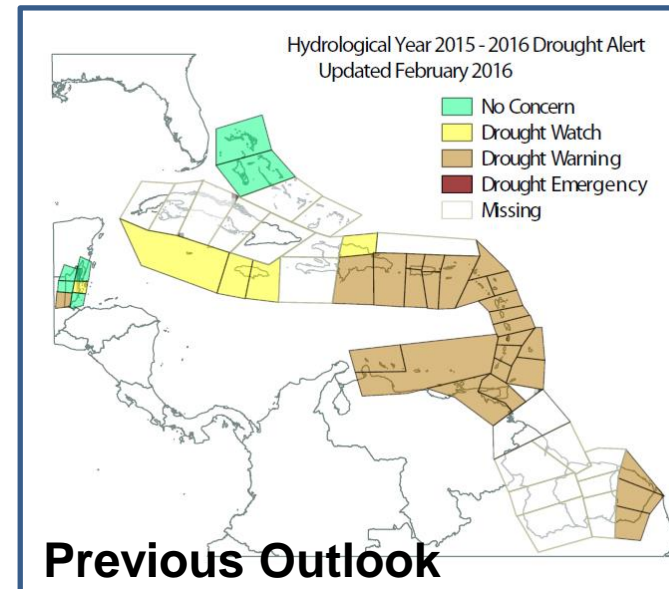 Hydrological Year 2015 - 2016 Drought Alert
Updated February 2016
No Concern
Drought Watch
Drought Warning
Drought Emergency
Missing
Previous Outlook